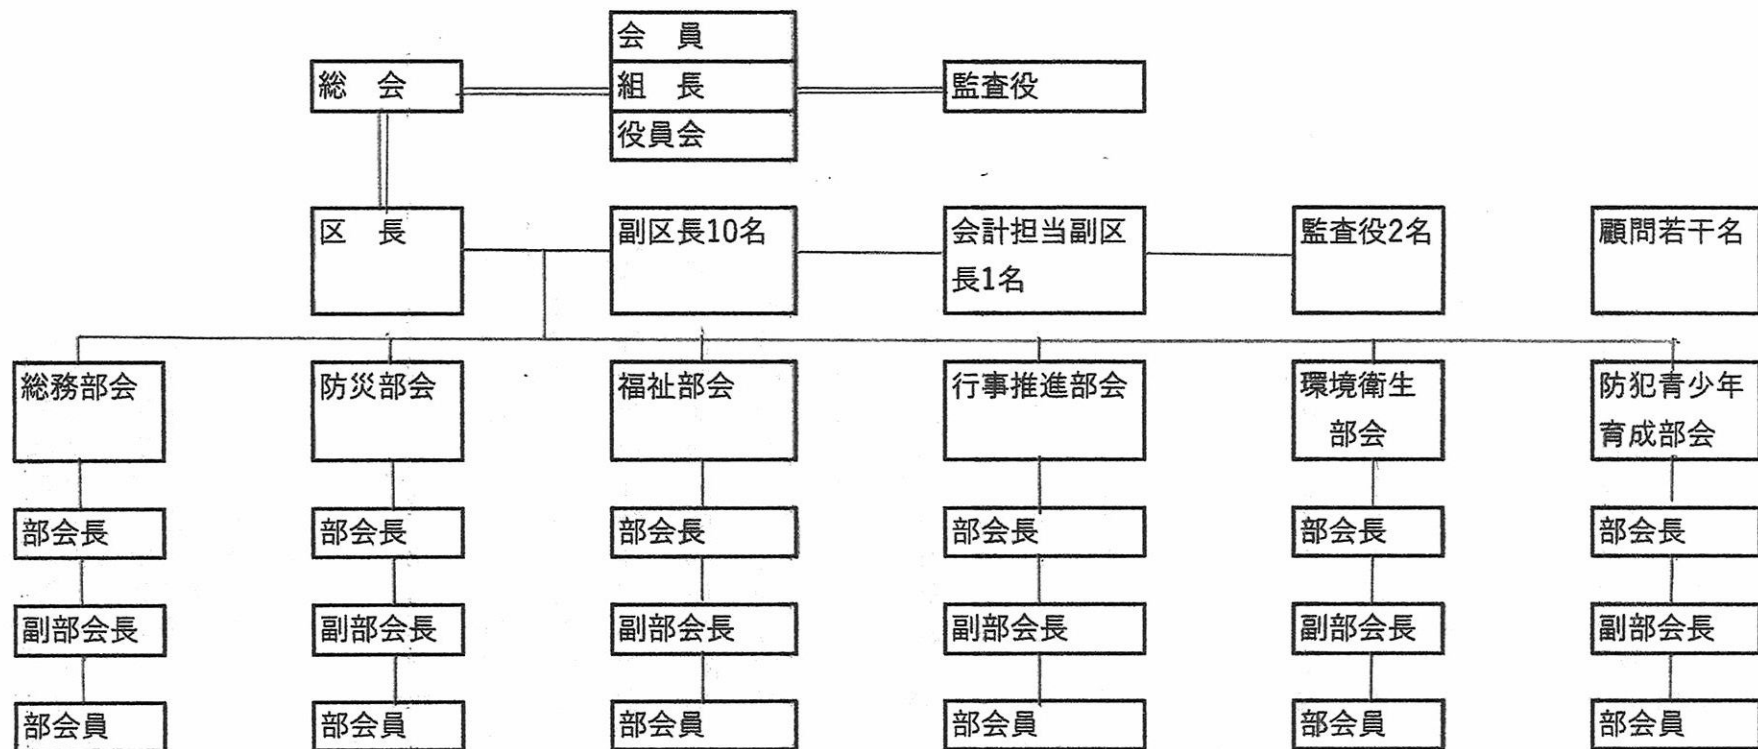 会　員
総　会
組　長
監査役
役員会
区　長
副区長10名
会計担当副区
長1名
監査役2名
顧問若干名
総務部会
防災部会
福祉部会
行事推進部会
環境衛生
部会
防犯青少年
育成部会
部会長
部会長
部会長
部会長
部会長
部会長
副部会長
副部会長
副部会長
副部会長
副部会長
副部会長
部会員
部会員
部会員
部会員
部会員
部会員